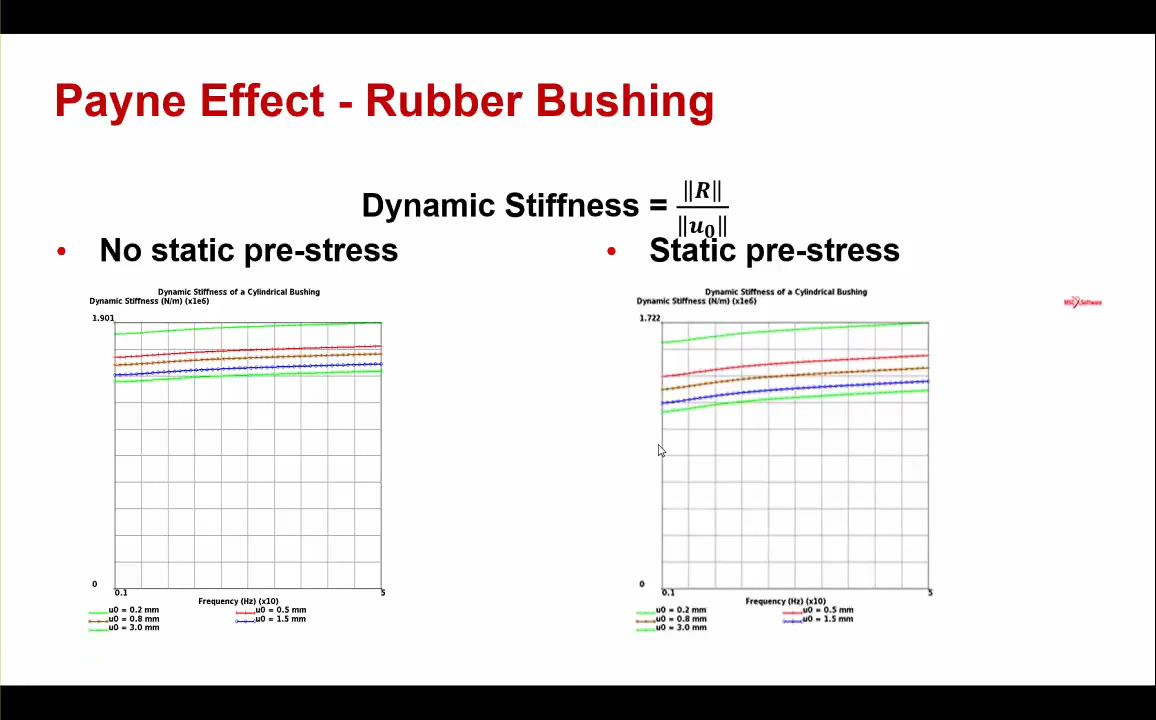 Payne Effect - Rubber Bushing
Dynamic Stiffness = ‖R‖ / ‖u₀‖
• No static pre-stress
• Static pre-stress
Dynamic Stiffness of a Cylindrical Bushing
Dynamic Stiffness (N/m) (x1e6)
1.901
0
0.1
5
Frequency (Hz) (x10)
u0 = 0.2 mm
u0 = 0.5 mm
u0 = 0.8 mm
u0 = 1.5 mm
u0 = 3.0 mm
Dynamic Stiffness of a Cylindrical Bushing
Dynamic Stiffness (N/m) (x1e6)
1.722
0
0.1
5
Frequency (Hz) (x10)
u0 = 0.2 mm
u0 = 0.5 mm
u0 = 0.8 mm
u0 = 1.5 mm
u0 = 3.0 mm
MSC Software